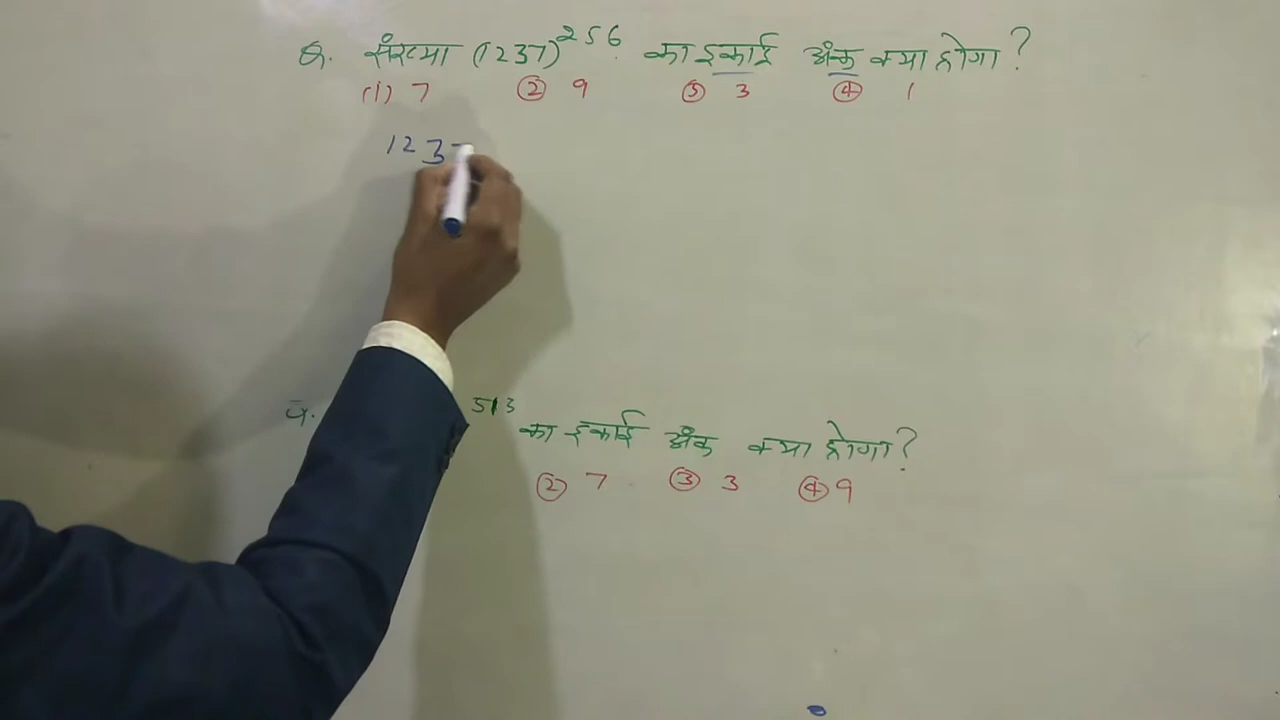 Q. संख्या (1237)^256 का इकाई अंक क्या होगा?
(1) 7 ② 9 ③ 3 ④ 1
123
प्र. 513 का इकाई अंक क्या होगा?
② 7 ③ 3 ④ 9